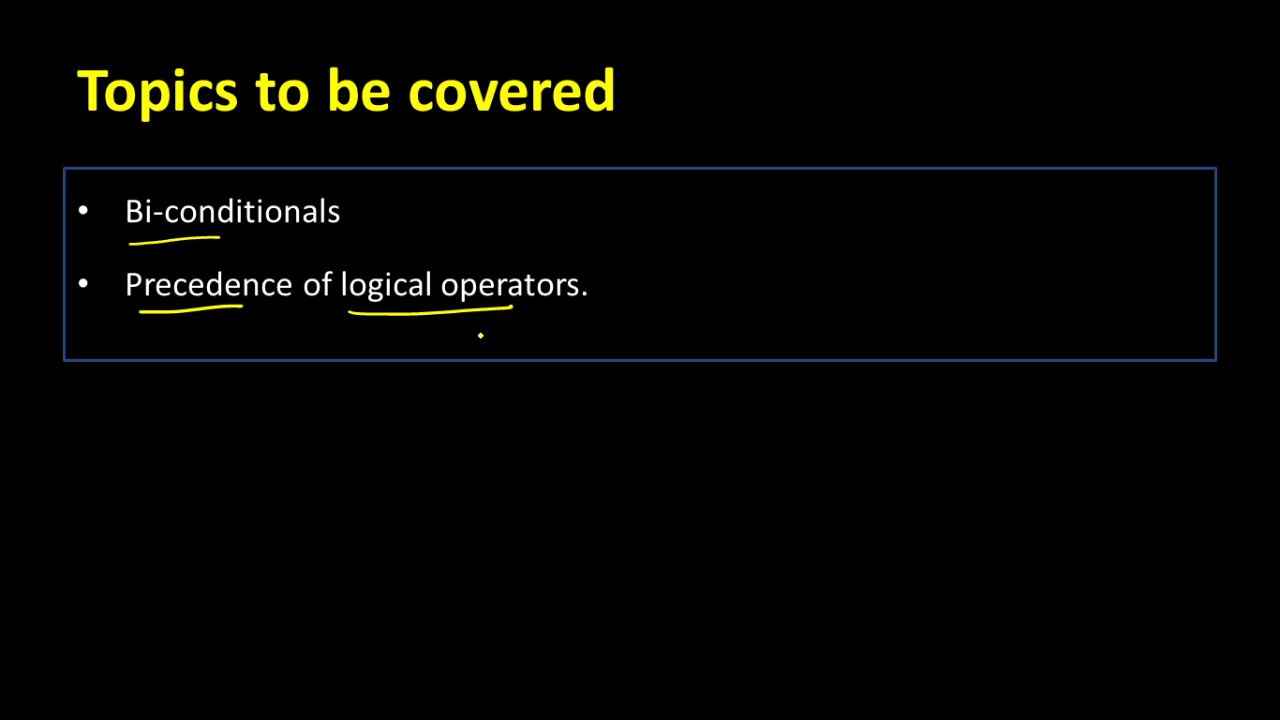 Topics to be covered
• Bi-conditionals
• Precedence of logical operators.